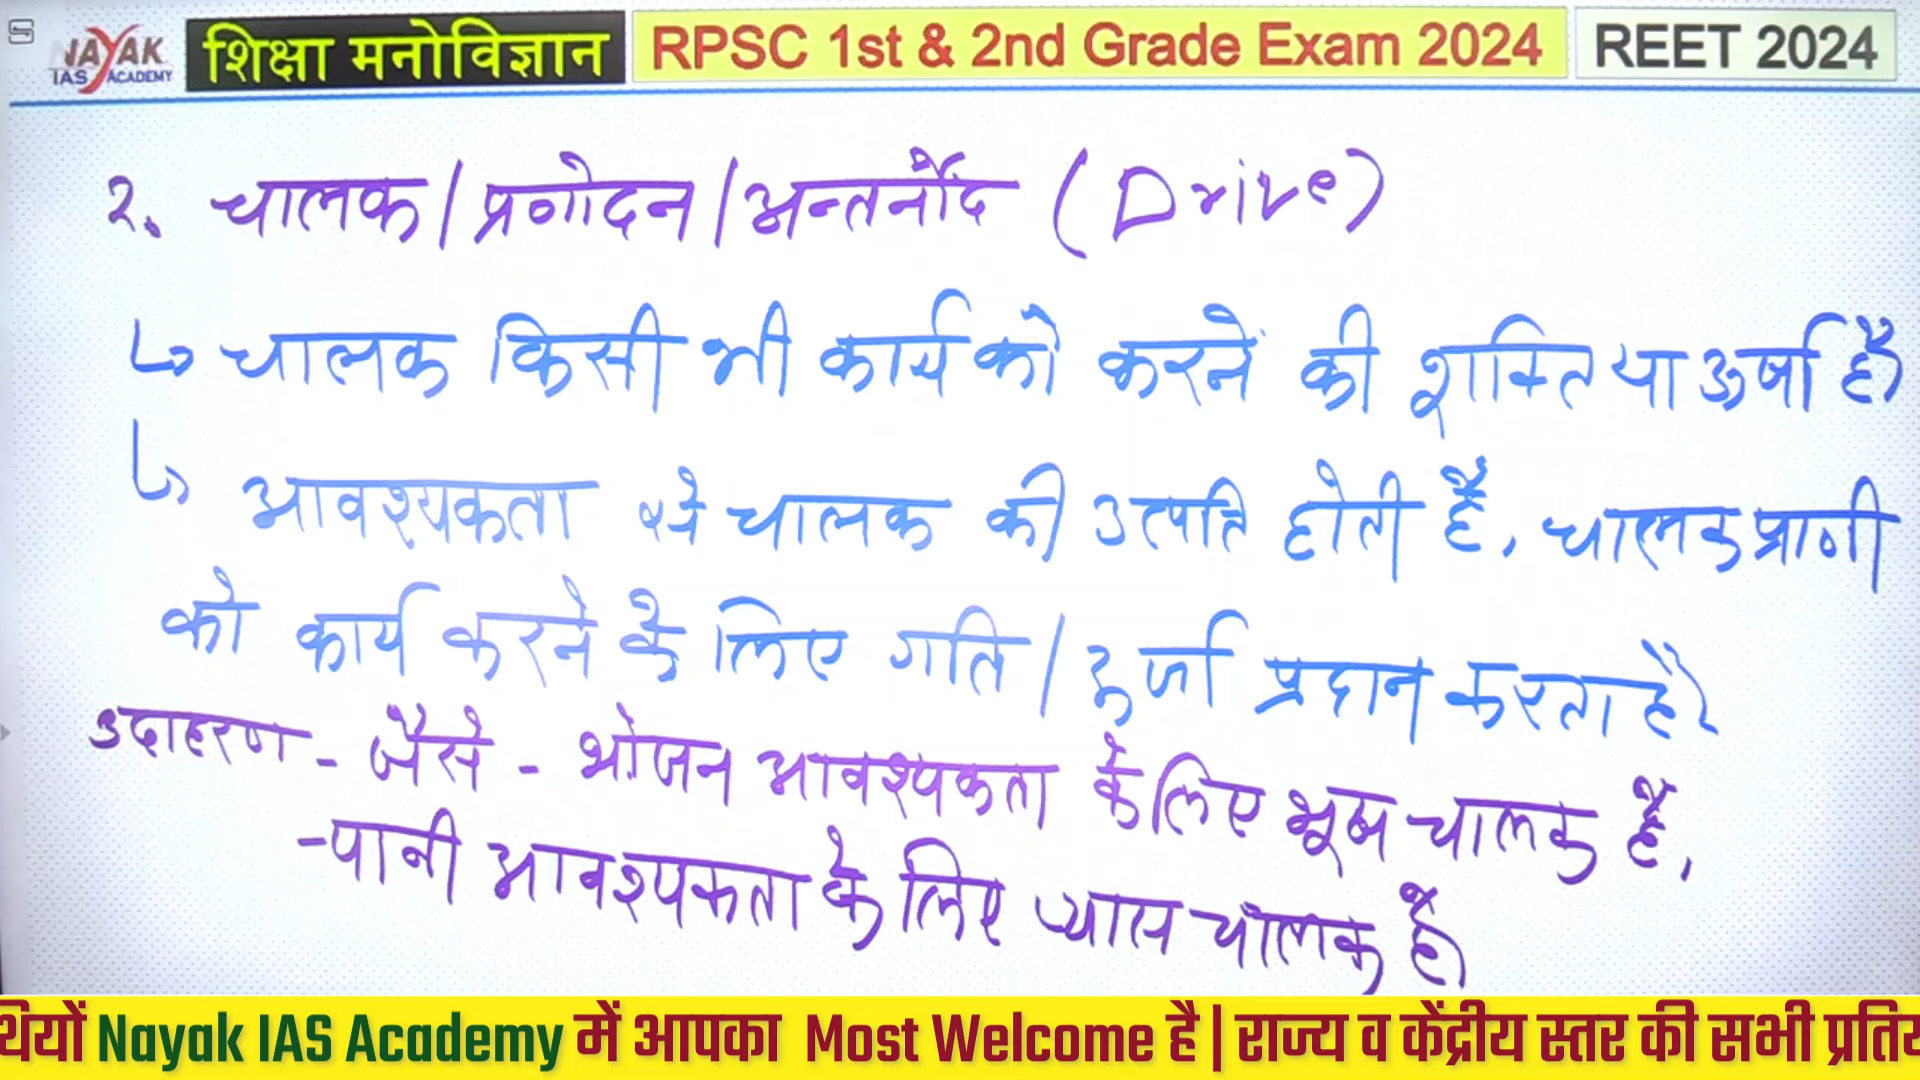 NAYAK
IAS ACADEMY
शिक्षा मनोविज्ञान
RPSC 1st & 2nd Grade Exam 2024
REET 2024
2. चालक/प्रणोदन/अन्तर्नोद (Drive)
↳ चालक किसी भी कार्य को करने की शक्ति या ऊर्जा है
↳ आवश्यकता से चालक की उत्पति होती है, चालक प्राणी
को कार्य करने के लिए गति/ऊर्जा प्रदान करता है।
उदाहरण - जैसे - भोजन आवश्यकता के लिए भूख चालक है,
- पानी आवश्यकता के लिए प्यास चालक है।
थियों Nayak IAS Academy में आपका Most Welcome है | राज्य व केंद्रीय स्तर की सभी प्रतिय